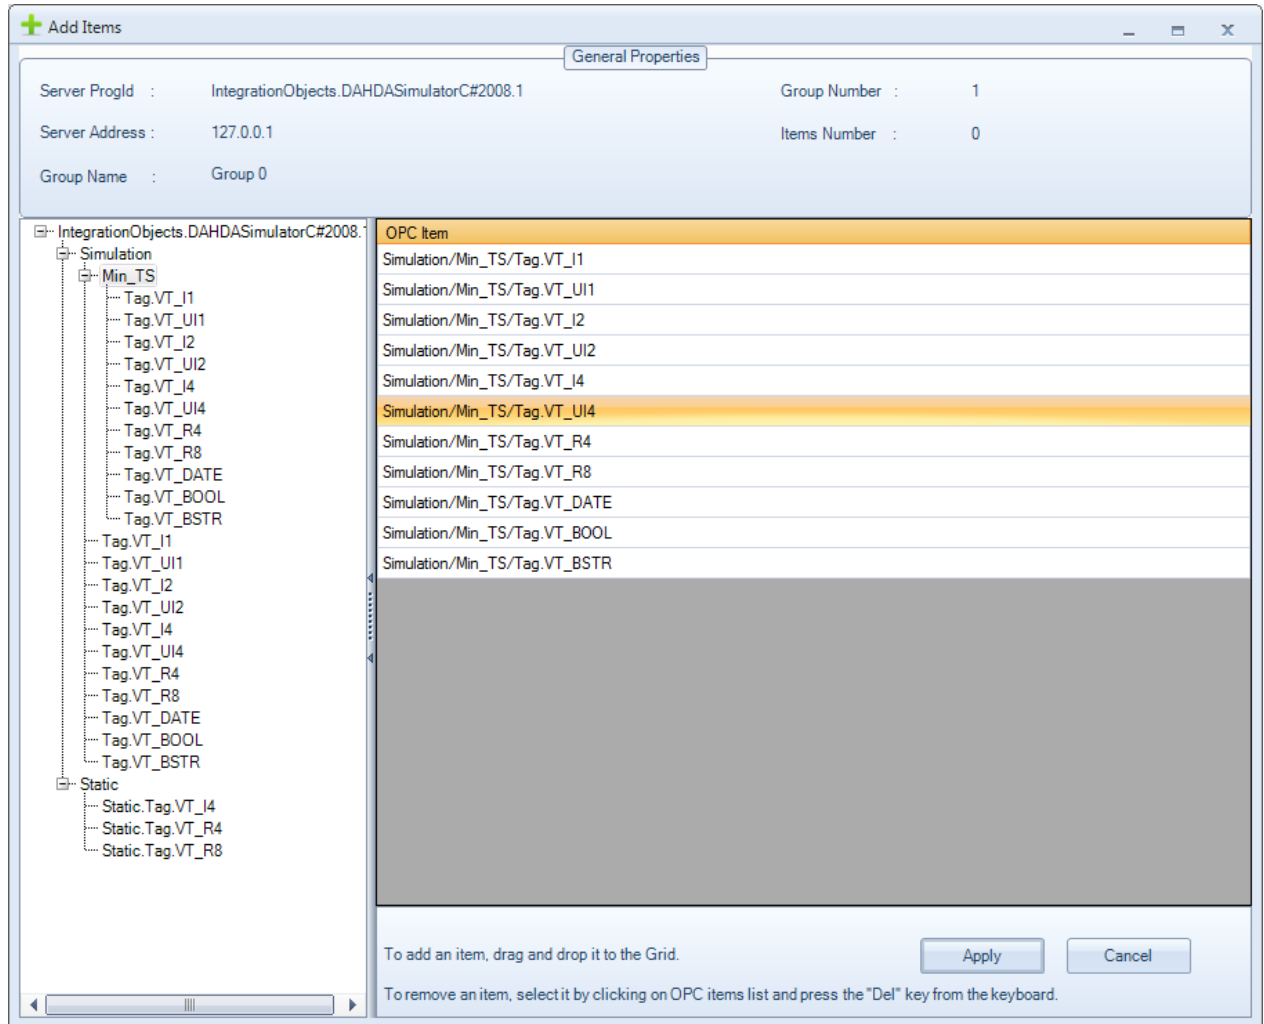 Add Items
General Properties
Server ProgId : IntegrationObjects.DAHDASimulatorC#2008.1 Group Number : 1
Server Address : 127.0.0.1 Items Number : 0
Group Name : Group 0
IntegrationObjects.DAHDASimulatorC#2008.
Simulation
Min_TS
Tag.VT_I1
Tag.VT_UI1
Tag.VT_I2
Tag.VT_UI2
Tag.VT_I4
Tag.VT_UI4
Tag.VT_R4
Tag.VT_R8
Tag.VT_DATE
Tag.VT_BOOL
Tag.VT_BSTR
Tag.VT_I1
Tag.VT_UI1
Tag.VT_I2
Tag.VT_UI2
Tag.VT_I4
Tag.VT_UI4
Tag.VT_R4
Tag.VT_R8
Tag.VT_DATE
Tag.VT_BOOL
Tag.VT_BSTR
Static
Static.Tag.VT_I4
Static.Tag.VT_R4
Static.Tag.VT_R8
OPC Item
Simulation/Min_TS/Tag.VT_I1
Simulation/Min_TS/Tag.VT_UI1
Simulation/Min_TS/Tag.VT_I2
Simulation/Min_TS/Tag.VT_UI2
Simulation/Min_TS/Tag.VT_I4
Simulation/Min_TS/Tag.VT_UI4
Simulation/Min_TS/Tag.VT_R4
Simulation/Min_TS/Tag.VT_R8
Simulation/Min_TS/Tag.VT_DATE
Simulation/Min_TS/Tag.VT_BOOL
Simulation/Min_TS/Tag.VT_BSTR
To add an item, drag and drop it to the Grid.
Apply
Cancel
To remove an item, select it by clicking on OPC items list and press the "Del" key from the keyboard.